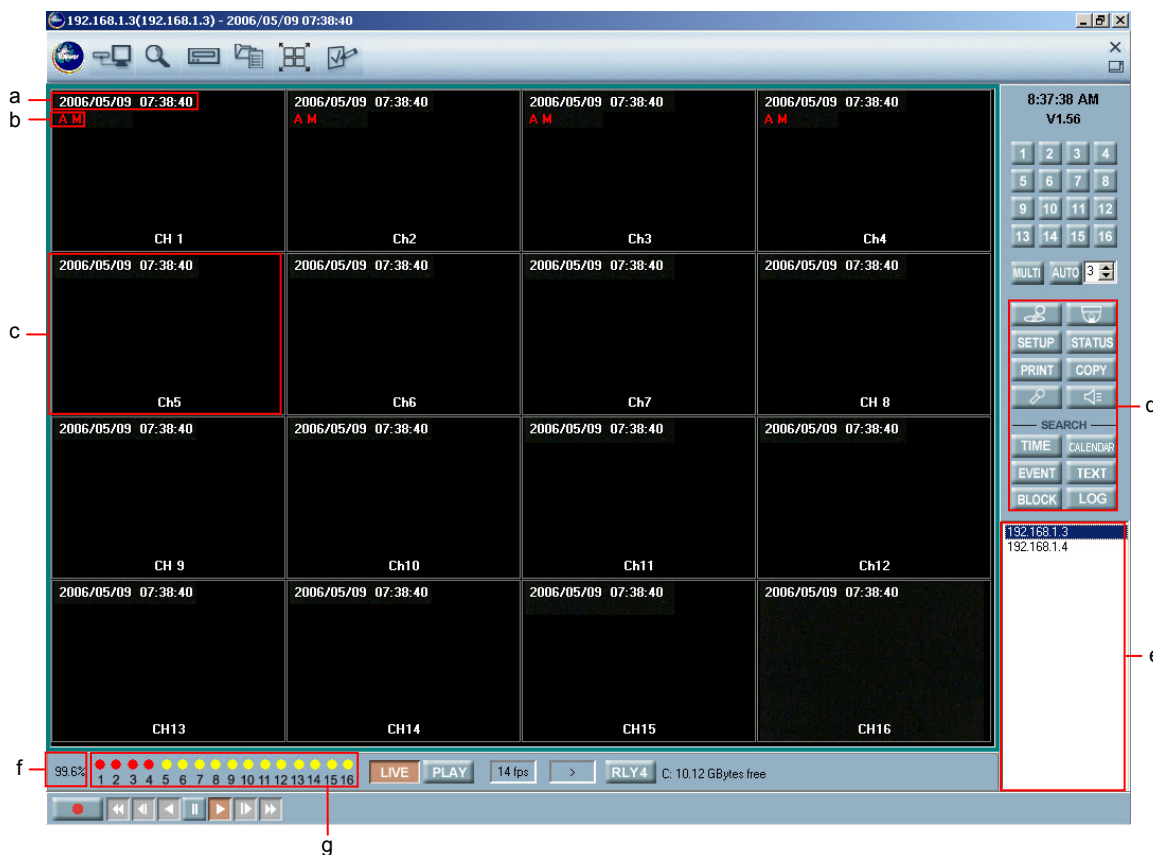 192.168.1.3(192.168.1.3) - 2006/05/09 07:38:40
a
2006/05/09 07:38:40
2006/05/09 07:38:40
2006/05/09 07:38:40
2006/05/09 07:38:40
b
A M
A M
A M
A M
CH 1
Ch2
Ch3
Ch4
8:37:38 AM
V1.56
1 2 3 4
5 6 7 8
9 10 11 12
13 14 15 16
MULTI AUTO 3
c
2006/05/09 07:38:40
2006/05/09 07:38:40
2006/05/09 07:38:40
2006/05/09 07:38:40
Ch5
Ch6
Ch7
CH 8
SETUP STATUS
PRINT COPY
d
SEARCH
TIME CALENDAR
EVENT TEXT
BLOCK LOG
2006/05/09 07:38:40
2006/05/09 07:38:40
2006/05/09 07:38:40
2006/05/09 07:38:40
CH 9
Ch10
Ch11
Ch12
192.168.1.3
192.168.1.4
e
2006/05/09 07:38:40
2006/05/09 07:38:40
2006/05/09 07:38:40
2006/05/09 07:38:40
CH13
CH14
CH15
CH16
f
99.6%
1 2 3 4 5 6 7 8 9 10 11 12 13 14 15 16
LIVE PLAY 14 fps > RLY4 C: 10.12 GBytes free
g